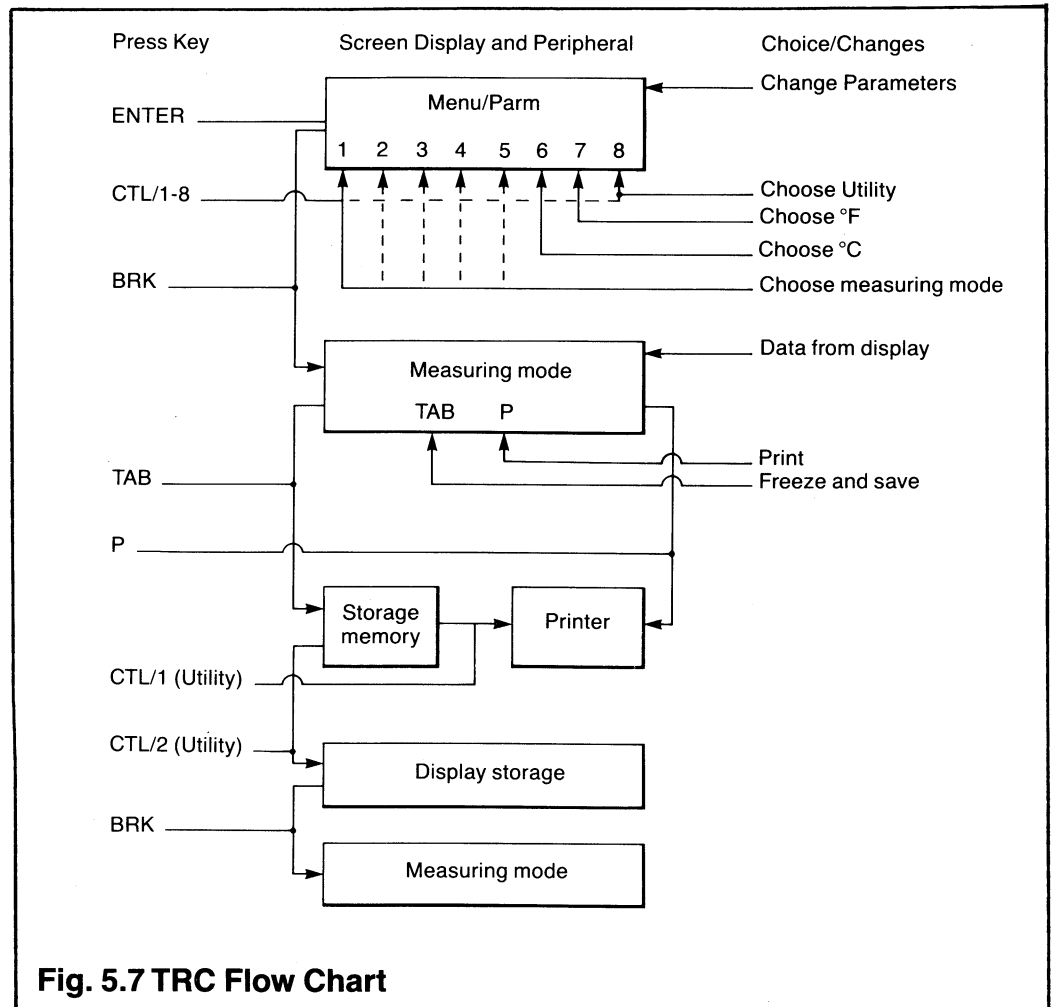 Press Key Screen Display and Peripheral Choice/Changes
Change Parameters
Menu/Parm
ENTER
1 2 3 4 5 6 7 8
CTL/1-8
Choose Utility
Choose °F
Choose °C
BRK
Choose measuring mode
Data from display
Measuring mode
TAB P
Print
TAB
Freeze and save
P
Storage
memory
Printer
CTL/1 (Utility)
CTL/2 (Utility)
Display storage
BRK
Measuring mode
Fig. 5.7 TRC Flow Chart